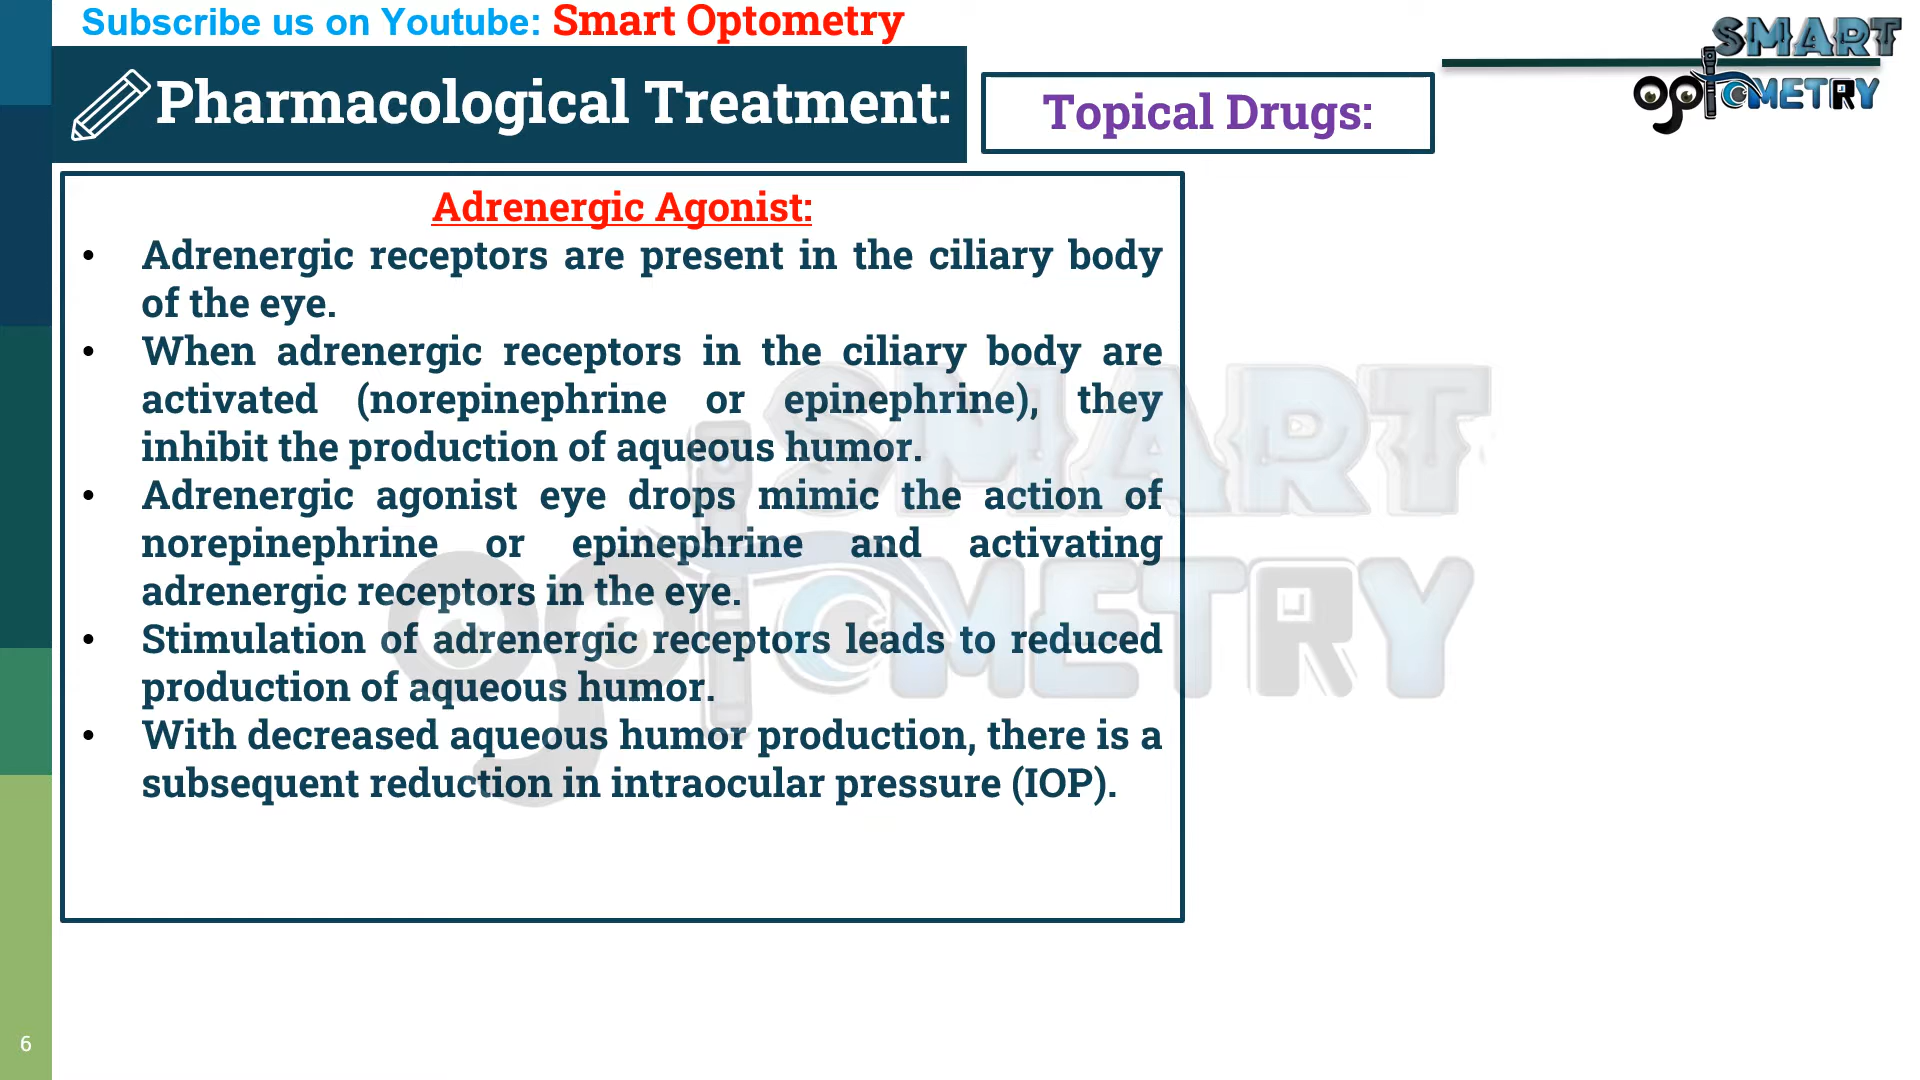 Subscribe us on Youtube: Smart Optometry
Pharmacological Treatment:
Topical Drugs:
SMART
OPTOMETRY
Adrenergic Agonist:
• Adrenergic receptors are present in the ciliary body
of the eye.
• When adrenergic receptors in the ciliary body are
activated (norepinephrine or epinephrine), they
inhibit the production of aqueous humor.
• Adrenergic agonist eye drops mimic the action of
norepinephrine or epinephrine and activating
adrenergic receptors in the eye.
• Stimulation of adrenergic receptors leads to reduced
production of aqueous humor.
• With decreased aqueous humor production, there is a
subsequent reduction in intraocular pressure (IOP).
SMART
OPTOMETRY
6